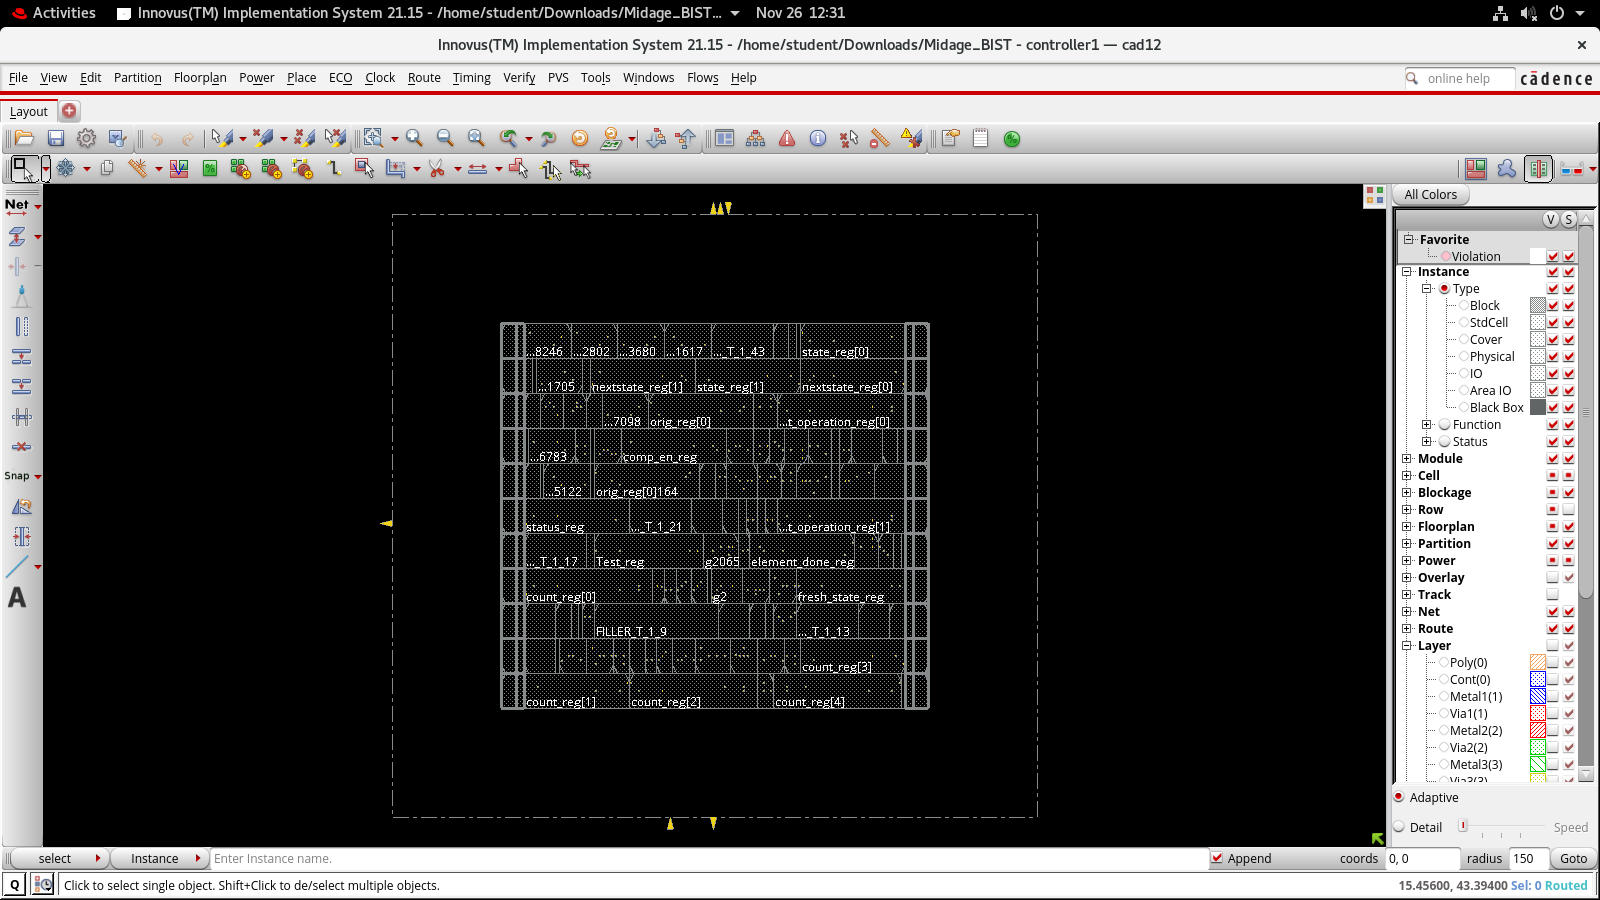 Activities Innovus(TM) Implementation System 21.15 - /home/student/Downloads/Midage_BIST... Nov 26 12:31
Innovus(TM) Implementation System 21.15 - /home/student/Downloads/Midage_BIST - controller1 — cad12
File View Edit Partition Floorplan Power Place ECO Clock Route Timing Verify PVS Tools Windows Flows Help online help cādence
Layout
All Colors
Net
V S
Favorite
Violation
Instance
Type
Block
StdCell
Cover
Physical
IO
Area IO
Black Box
Function
Status
Module
Cell
Blockage
Row
Floorplan
Partition
Power
Overlay
Track
Net
Route
Layer
Poly(0)
Cont(0)
Metal1(1)
Via1(1)
Metal2(2)
Via2(2)
Metal3(3)
Via3(3)
Adaptive
Detail Speed
Snap
A
...8246 ...2802 ...3680 ...1617 ..._T_1_43 state_reg[0]
...1705 nextstate_reg[1] state_reg[1] nextstate_reg[0]
...7098 orig_reg[0] ...t_operation_reg[0]
...6783 comp_en_reg
...5122 orig_reg[0]164
status_reg ..._T_1_21 ...t_operation_reg[1]
..._T_1_17 Test_reg g2065 element_done_reg
count_reg[0] g2 fresh_state_reg
FILLER_T_1_9 ..._T_1_13
count_reg[3]
count_reg[1] count_reg[2] count_reg[4]
select Instance Enter Instance name. Append coords 0, 0 radius 150 Goto
Q Click to select single object. Shift+Click to de/select multiple objects. 15.45600, 43.39400 Sel: 0 Routed